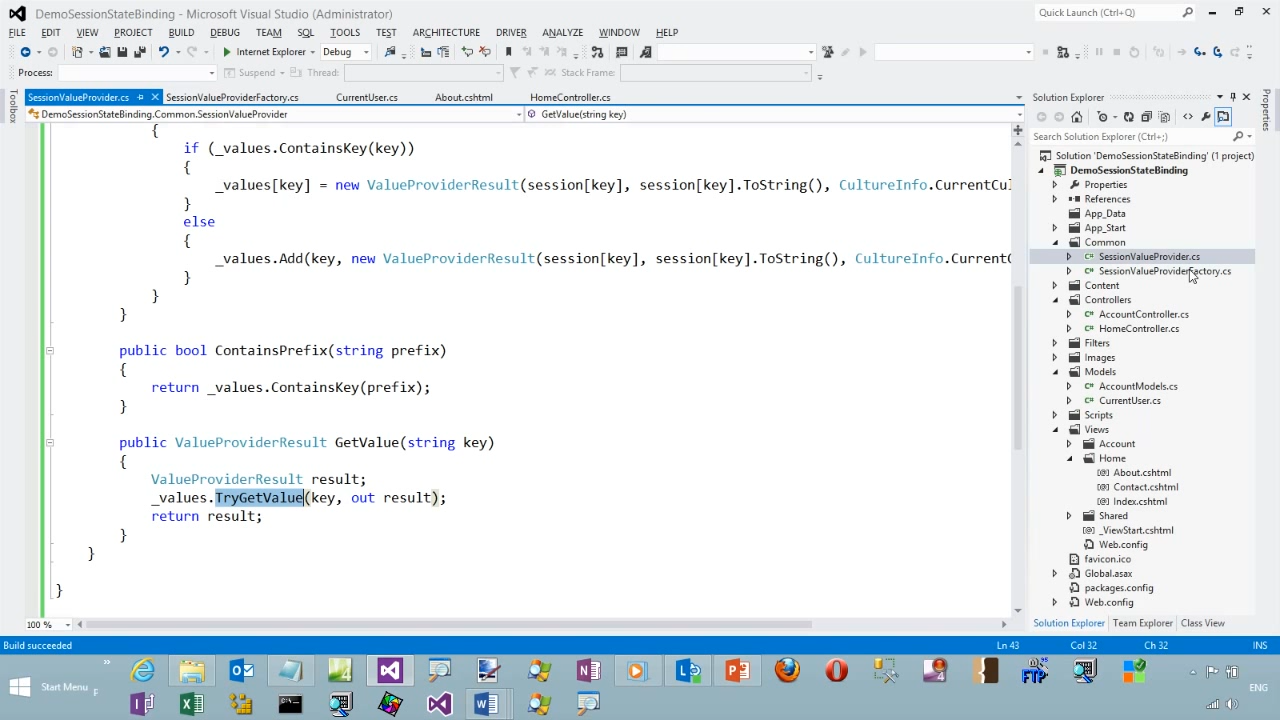 DemoSessionStateBinding - Microsoft Visual Studio (Administrator)
Quick Launch (Ctrl+Q)
FILE EDIT VIEW PROJECT BUILD DEBUG TEAM SQL TOOLS TEST ARCHITECTURE DRIVER ANALYZE WINDOW HELP
Internet Explorer Debug
Process: Suspend Thread: Stack Frame:
Toolbox
SessionValueProvider.cs SessionValueProviderFactory.cs CurrentUser.cs About.cshtml HomeController.cs
DemoSessionStateBinding.Common.SessionValueProvider GetValue(string key)
{
if (_values.ContainsKey(key))
{
_values[key] = new ValueProviderResult(session[key], session[key].ToString(), CultureInfo.CurrentCul
}
else
{
_values.Add(key, new ValueProviderResult(session[key], session[key].ToString(), CultureInfo.CurrentC
}
}
}
public bool ContainsPrefix(string prefix)
{
return _values.ContainsKey(prefix);
}
public ValueProviderResult GetValue(string key)
{
ValueProviderResult result;
_values.TryGetValue(key, out result);
return result;
}
}
}
100 %
Solution Explorer
Properties
Search Solution Explorer (Ctrl+;)
Solution 'DemoSessionStateBinding' (1 project)
DemoSessionStateBinding
Properties
References
App_Data
App_Start
Common
SessionValueProvider.cs
SessionValueProviderFactory.cs
Content
Controllers
AccountController.cs
HomeController.cs
Filters
Images
Models
AccountModels.cs
CurrentUser.cs
Scripts
Views
Account
Home
About.cshtml
Contact.cshtml
Index.cshtml
Shared
_ViewStart.cshtml
Web.config
favicon.ico
Global.asax
packages.config
Web.config
Solution Explorer Team Explorer Class View
Build succeeded Ln 43 Col 32 Ch 32 INS
Start Menu
FTP
ENG